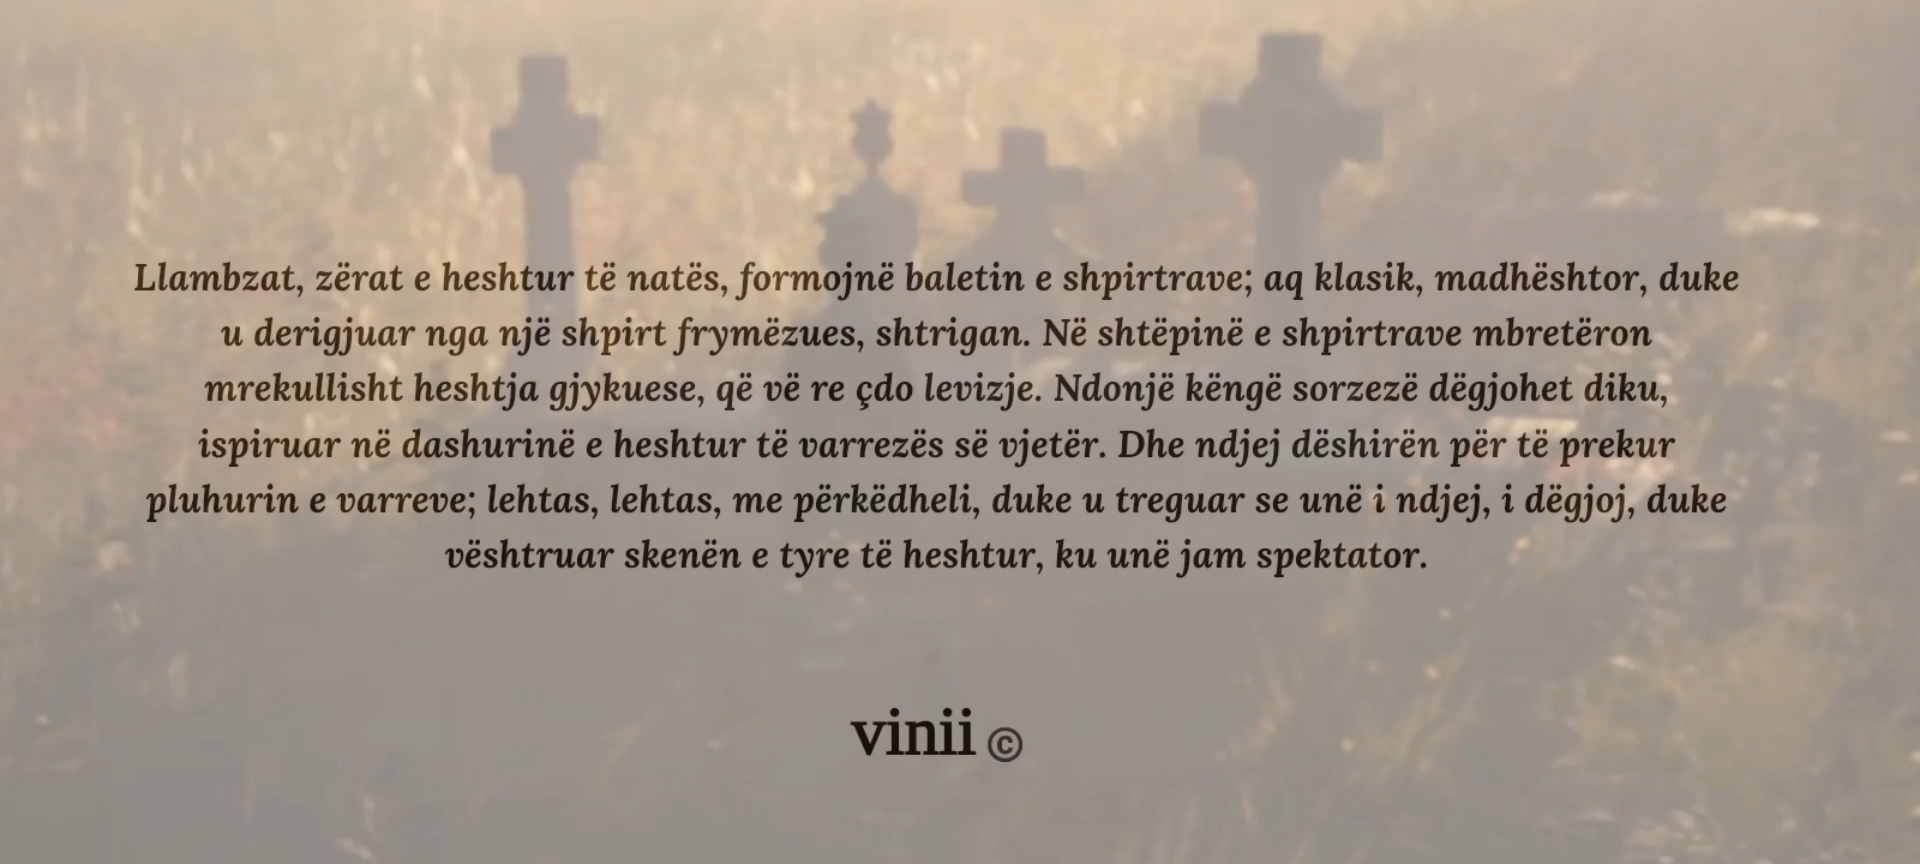 Llambzat, zërat e heshtur të natës, formojnë baletin e shpirtrave; aq klasik, madhështor, duke
u derigjuar nga një shpirt frymëzues, shtrigan. Në shtëpinë e shpirtrave mbretëron
mrekullisht heshtja gjykuese, që vë re çdo levizje. Ndonjë këngë sorzezë dëgjohet diku,
ispiruar në dashurinë e heshtur të varrezës së vjetër. Dhe ndjej dëshirën për të prekur
pluhurin e varreve; lehtas, lehtas, me përkëdheli, duke u treguar se unë i ndjej, i dëgjoj, duke
vështruar skenën e tyre të heshtur, ku unë jam spektator.
vinii ©